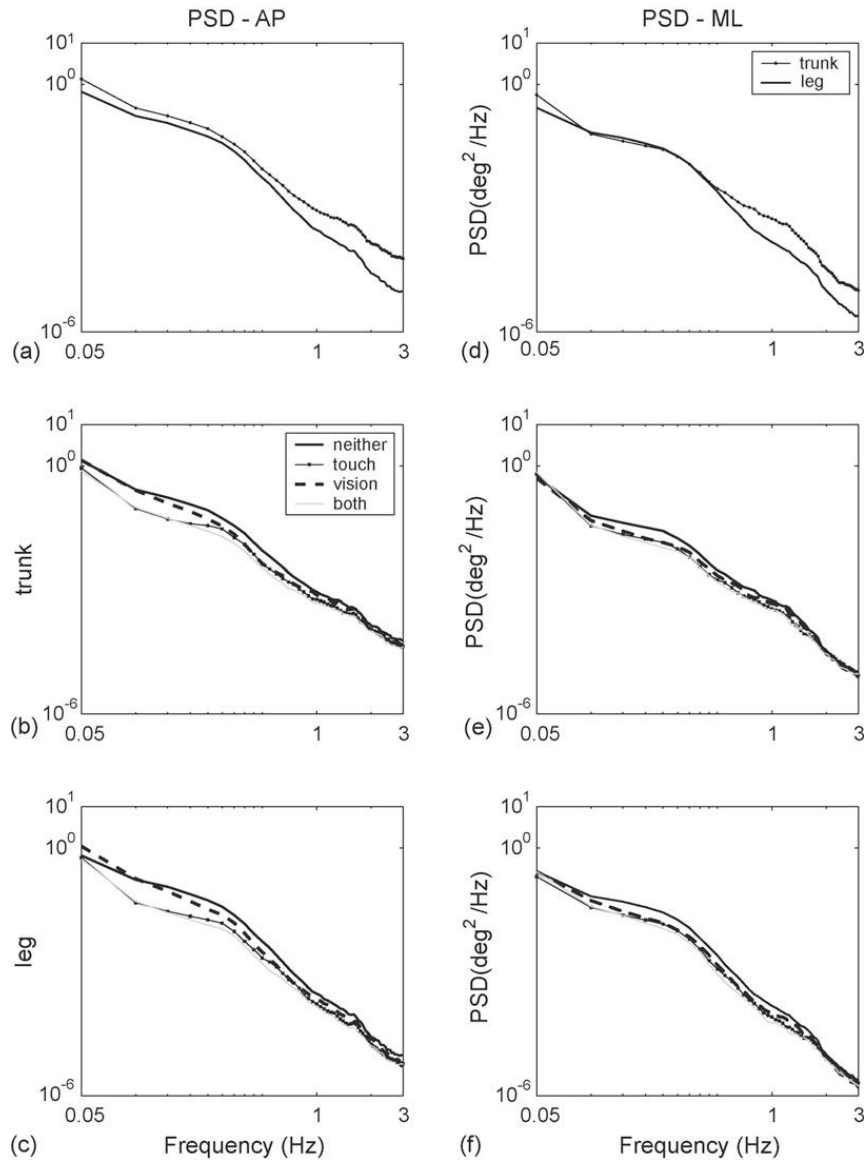 PSD - AP
10^1
10^0
10^-6
(a)
0.05
1
3
PSD - ML
10^1
trunk
leg
10^0
PSD(deg^2 /Hz)
10^-6
(d)
0.05
1
3
10^1
neither
touch
vision
both
10^0
trunk
10^-6
(b)
0.05
1
3
10^1
10^0
PSD(deg^2 /Hz)
10^-6
(e)
0.05
1
3
10^1
10^0
leg
10^-6
(c)
0.05
1
3
Frequency (Hz)
10^1
10^0
PSD(deg^2 /Hz)
10^-6
(f)
0.05
1
3
Frequency (Hz)